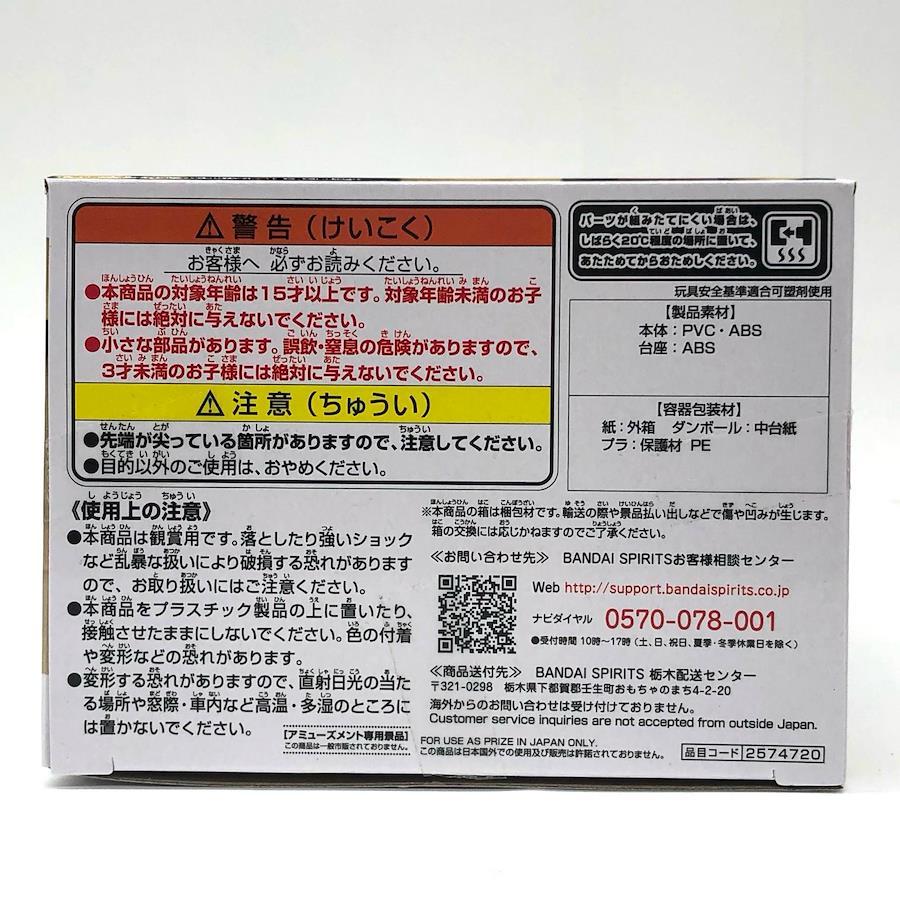 ⚠ 警告（けいこく）
お客様へ 必ずお読みください。
●本商品の対象年齢は15才以上です。対象年齢未満のお子
様には絶対に与えないでください。
●小さな部品があります。誤飲・窒息の危険がありますので、
3才未満のお子様には絶対に与えないでください。
⚠ 注意（ちゅうい）
●先端が尖っている箇所がありますので、注意してください。
●目的以外のご使用は、おやめください。
《使用上の注意》
●本商品は観賞用です。落としたり強いショック
など乱暴な扱いにより破損する恐れがあります
ので、お取り扱いにはご注意ください。
●本商品をプラスチック製品の上に置いたり、
接触させたままにしないでください。色の付着
や変形などの恐れがあります。
●変形する恐れがありますので、直射日光の当た
る場所や窓際・車内など高温・多湿のところに
は置かないでください。
【アミューズメント専用景品】
この商品は一般市販されておりません。
パーツが組みたてにくい場合は、
しばらく20℃程度の場所に置いて、
あたためてからおためしください。
玩具安全基準適合可塑剤使用
【製品素材】
本体：PVC・ABS
台座：ABS
【容器包装材】
紙：外箱 ダンボール：中台紙
プラ：保護材 PE
※本商品の箱は梱包材です。輸送の際や景品払い出しなどで傷や凹みが生じます。
箱の交換には応じかねますのでご了承ください。
≪お問い合わせ先≫ BANDAI SPIRITSお客様相談センター
Web http://support.bandaispirits.co.jp
ナビダイヤル 0570-078-001
●受付時間 10時〜17時（土、日、祝日、夏季・冬季休業日を除く）
≪商品送付先≫ BANDAI SPIRITS 栃木配送センター
〒321-0298 栃木県下都賀郡壬生町おもちゃのまち4-2-20
海外からのお問い合わせは受け付けておりません。
Customer service inquiries are not accepted from outside Japan.
FOR USE AS PRIZE IN JAPAN ONLY.
この商品は日本国外での使用及び販売は許諾されておりません。
品目コード 2574720